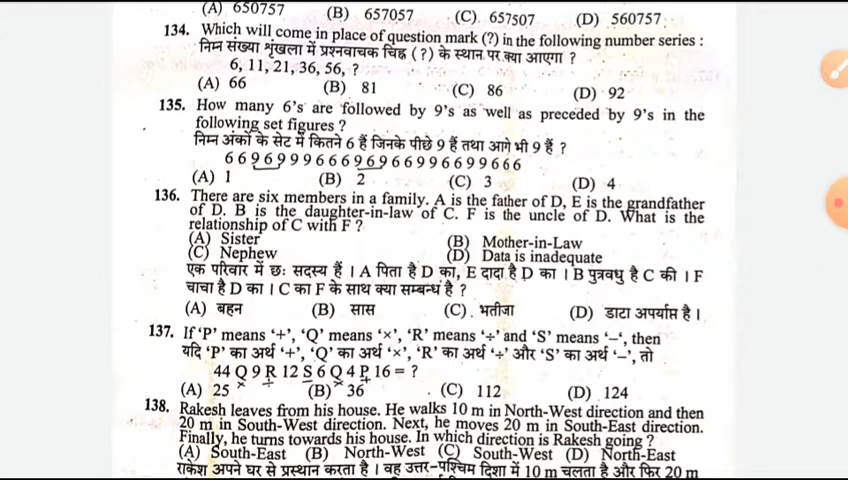 (A) 650757 (B) 657057 (C) 657507 (D) 560757
134. Which will come in place of question mark (?) in the following number series :
निम्न संख्या शृंखला में प्रश्नवाचक चिह्न (?) के स्थान पर क्या आएगा ?
6, 11, 21, 36, 56, ?
(A) 66 (B) 81 (C) 86 (D) 92
135. How many 6's are followed by 9's as well as preceded by 9's in the
following set figures ?
निम्न अंकों के सेट में कितने 6 हैं जिनके पीछे 9 हैं तथा आगे भी 9 हैं ?
6 6 9 6 9 9 9 6 6 6 9 6 9 6 6 9 9 6 6 9 9 6 6 6
(A) 1 (B) 2 (C) 3 (D) 4
136. There are six members in a family. A is the father of D, E is the grandfather
of D. B is the daughter-in-law of C. F is the uncle of D. What is the
relationship of C with F ?
(A) Sister (B) Mother-in-Law
(C) Nephew (D) Data is inadequate
एक परिवार में छः सदस्य हैं । A पिता है D का, E दादा है D का । B पुत्रवधु है C की । F
चाचा है D का । C का F के साथ क्या सम्बन्ध है ?
(A) बहन (B) सास (C) भतीजा (D) डाटा अपर्याप्त है ।
137. If 'P' means '+', 'Q' means '×', 'R' means '÷' and 'S' means '–', then
यदि 'P' का अर्थ '+', 'Q' का अर्थ '×', 'R' का अर्थ '÷' और 'S' का अर्थ '–', तो
44 Q 9 R 12 S 6 Q 4 P 16 = ?
× ÷ – × +
(A) 25 (B) 36 (C) 112 (D) 124
138. Rakesh leaves from his house. He walks 10 m in North-West direction and then
20 m in South-West direction. Next, he moves 20 m in South-East direction.
Finally, he turns towards his house. In which direction is Rakesh going ?
(A) South-East (B) North-West (C) South-West (D) North-East
राकेश अपने घर से प्रस्थान करता है । वह उत्तर-पश्चिम दिशा में 10 m चलता है और फिर 20 m